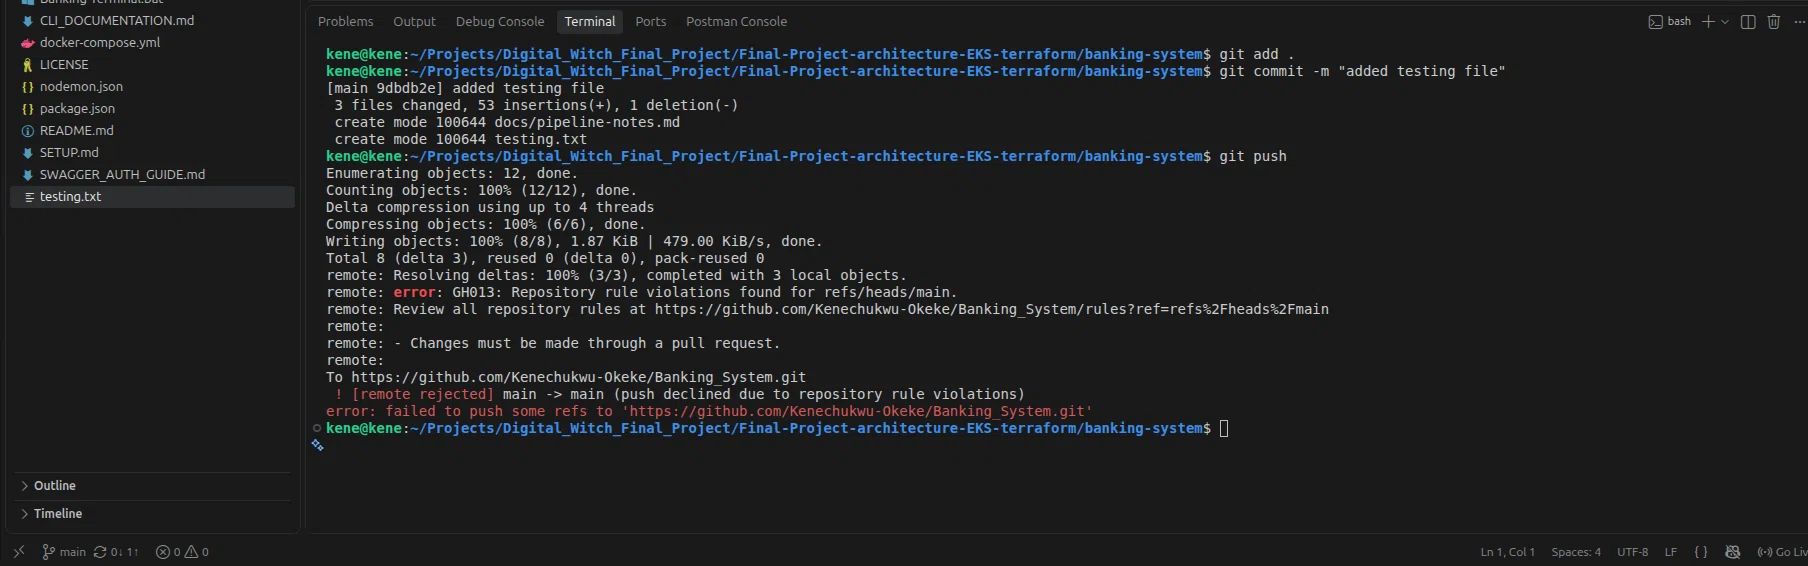 Banking-Terminal.bat
CLI_DOCUMENTATION.md
docker-compose.yml
LICENSE
nodemon.json
package.json
README.md
SETUP.md
SWAGGER_AUTH_GUIDE.md
testing.txt
Outline
Timeline
Problems Output Debug Console Terminal Ports Postman Console
bash
kene@kene:~/Projects/Digital_Witch_Final_Project/Final-Project-architecture-EKS-terraform/banking-system$ git add .
kene@kene:~/Projects/Digital_Witch_Final_Project/Final-Project-architecture-EKS-terraform/banking-system$ git commit -m "added testing file"
[main 9dbdb2e] added testing file
3 files changed, 53 insertions(+), 1 deletion(-)
create mode 100644 docs/pipeline-notes.md
create mode 100644 testing.txt
kene@kene:~/Projects/Digital_Witch_Final_Project/Final-Project-architecture-EKS-terraform/banking-system$ git push
Enumerating objects: 12, done.
Counting objects: 100% (12/12), done.
Delta compression using up to 4 threads
Compressing objects: 100% (6/6), done.
Writing objects: 100% (8/8), 1.87 KiB | 479.00 KiB/s, done.
Total 8 (delta 3), reused 0 (delta 0), pack-reused 0
remote: Resolving deltas: 100% (3/3), completed with 3 local objects.
remote: error: GH013: Repository rule violations found for refs/heads/main.
remote: Review all repository rules at https://github.com/Kenechukwu-Okeke/Banking_System/rules?ref=refs%2Fheads%2Fmain
remote:
remote: - Changes must be made through a pull request.
remote:
To https://github.com/Kenechukwu-Okeke/Banking_System.git
! [remote rejected] main -> main (push declined due to repository rule violations)
error: failed to push some refs to 'https://github.com/Kenechukwu-Okeke/Banking_System.git'
kene@kene:~/Projects/Digital_Witch_Final_Project/Final-Project-architecture-EKS-terraform/banking-system$
main 0↓ 1↑ 0 0 Ln 1, Col 1 Spaces: 4 UTF-8 LF { } Go Liv